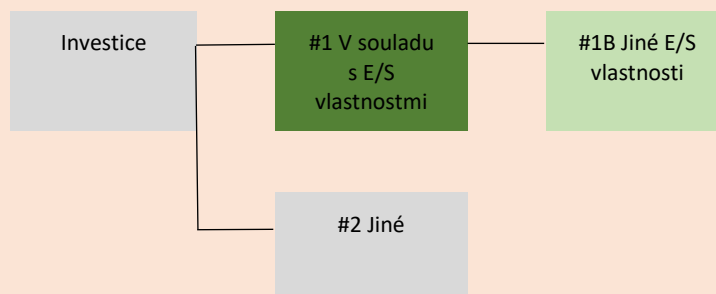 Investice
#1 V souladu
s E/S
vlastnostmi
#1B Jiné E/S
vlastnosti
#2 Jiné